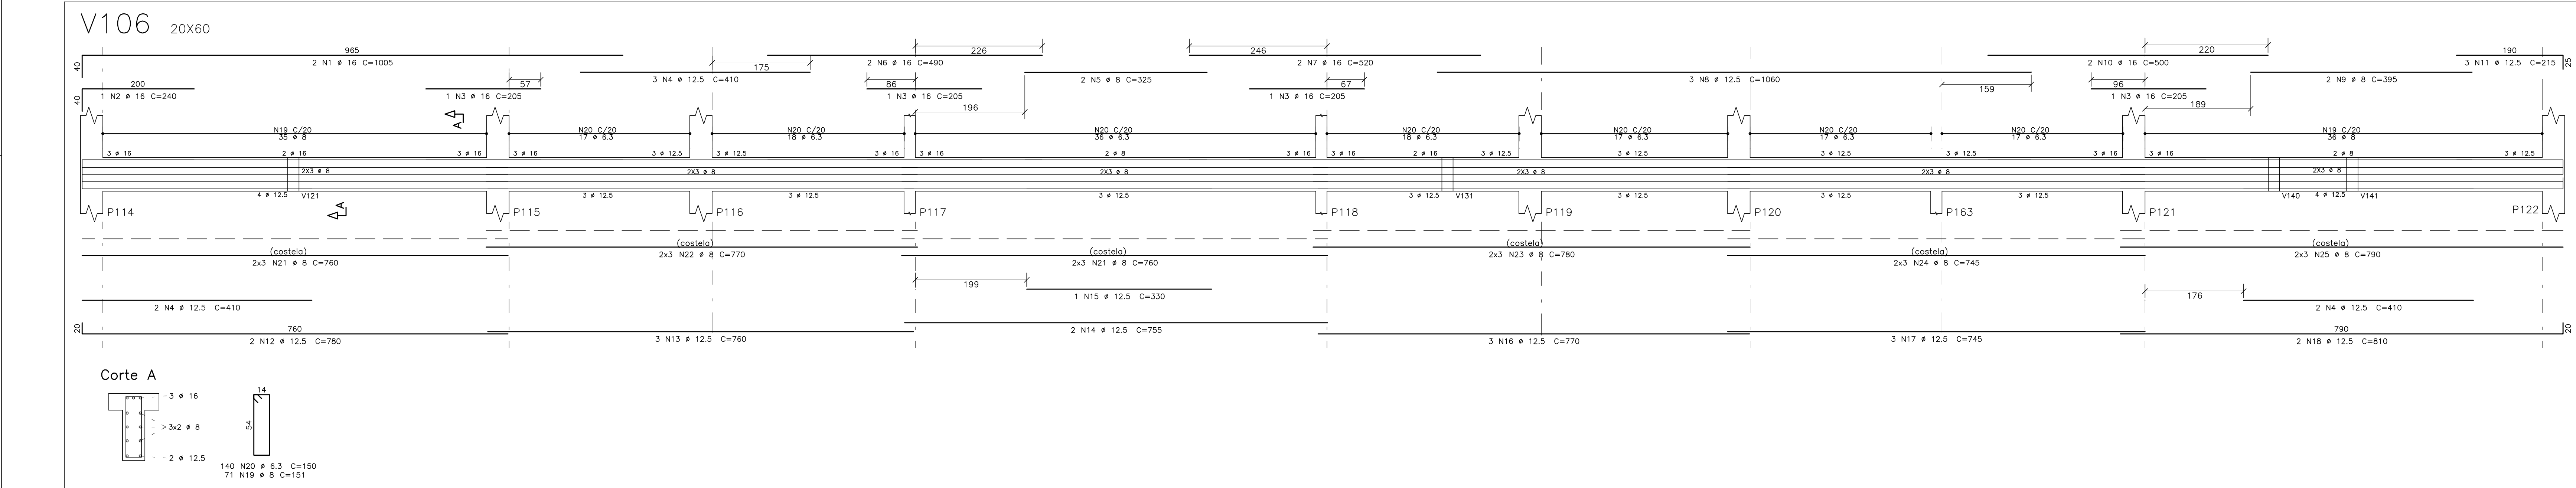 V106 20X60
965 226 246 220 190
40 2 N1 ø 16 C=1005 2 N6 ø 16 C=490 2 N7 ø 16 C=520 2 N10 ø 16 C=500 3 N11 ø 12.5 C=215 25
175
3 N4 ø 12.5 C=410 2 N5 ø 8 C=325 3 N8 ø 12.5 C=1060 2 N9 ø 8 C=395
200 57 86 67 159 96
40 1 N2 ø 16 C=240 1 N3 ø 16 C=205 1 N3 ø 16 C=205 1 N3 ø 16 C=205 1 N3 ø 16 C=205
196 189
A
N19 C/20 N20 C/20 N20 C/20 N20 C/20 N20 C/20 N20 C/20 N20 C/20 N20 C/20 N19 C/20
35 ø 8 17 ø 6.3 18 ø 6.3 36 ø 6.3 18 ø 6.3 17 ø 6.3 17 ø 6.3 17 ø 6.3 36 ø 8
3 ø 16 2 ø 16 3 ø 16 3 ø 16 3 ø 12.5 3 ø 12.5 3 ø 16 3 ø 16 2 ø 8 3 ø 16 3 ø 16 2 ø 16 3 ø 12.5 3 ø 12.5 3 ø 12.5 3 ø 12.5 3 ø 16 3 ø 16 2 ø 8 3 ø 12.5
2X3 ø 8 2X3 ø 8 2X3 ø 8 2X3 ø 8 2X3 ø 8 2X3 ø 8
4 ø 12.5 V121 3 ø 12.5 3 ø 12.5 3 ø 12.5 3 ø 12.5 V131 3 ø 12.5 3 ø 12.5 3 ø 12.5 V140 4 ø 12.5 V141
A
P114 P115 P116 P117 P118 P119 P120 P163 P121 P122
(costela) (costela) (costela) (costela) (costela) (costela)
2x3 N21 ø 8 C=760 2x3 N22 ø 8 C=770 2x3 N21 ø 8 C=760 2x3 N23 ø 8 C=780 2x3 N24 ø 8 C=745 2x3 N25 ø 8 C=790
199 176
2 N4 ø 12.5 C=410 1 N15 ø 12.5 C=330 2 N4 ø 12.5 C=410
20 760 790 20
2 N12 ø 12.5 C=780 3 N13 ø 12.5 C=760 2 N14 ø 12.5 C=755 3 N16 ø 12.5 C=770 3 N17 ø 12.5 C=745 2 N18 ø 12.5 C=810
Corte A
14
3 ø 16
54
3x2 ø 8
2 ø 12.5
140 N20 ø 6.3 C=150
71 N19 ø 8 C=151